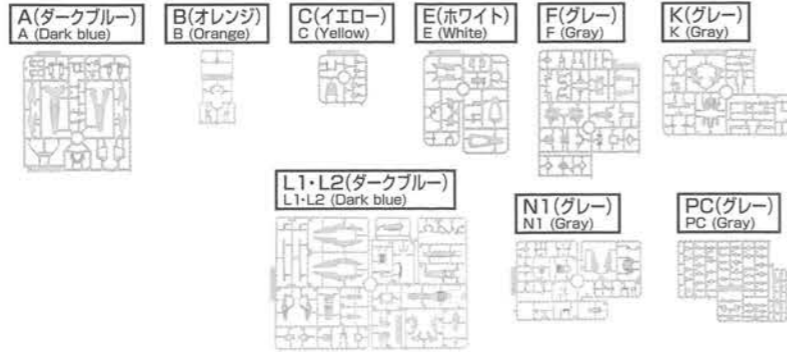 A(ダークブルー)
A (Dark blue)
B(オレンジ)
B (Orange)
C(イエロー)
C (Yellow)
E(ホワイト)
E (White)
F(グレー)
F (Gray)
K(グレー)
K (Gray)
L1・L2(ダークブルー)
L1・L2 (Dark blue)
N1(グレー)
N1 (Gray)
PC(グレー)
PC (Gray)